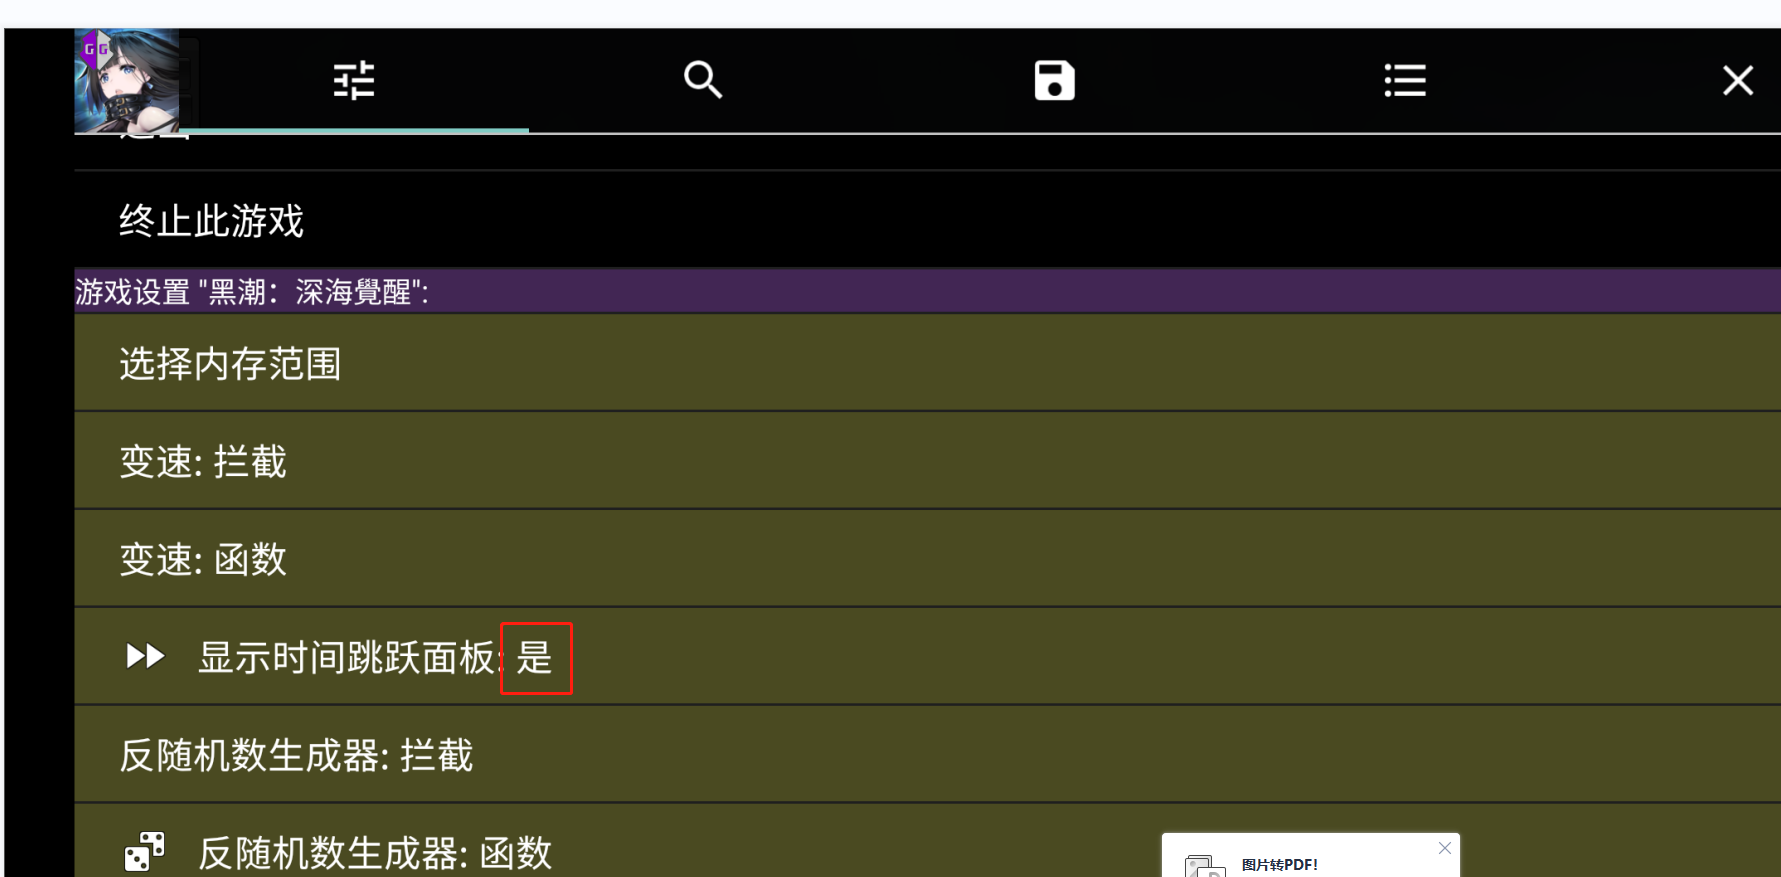 GG
终止此游戏
游戏设置 "黑潮：深海覺醒":
选择内存范围
变速: 拦截
变速: 函数
显示时间跳跃面板: 是
反随机数生成器: 拦截
反随机数生成器: 函数
图片转PDF!